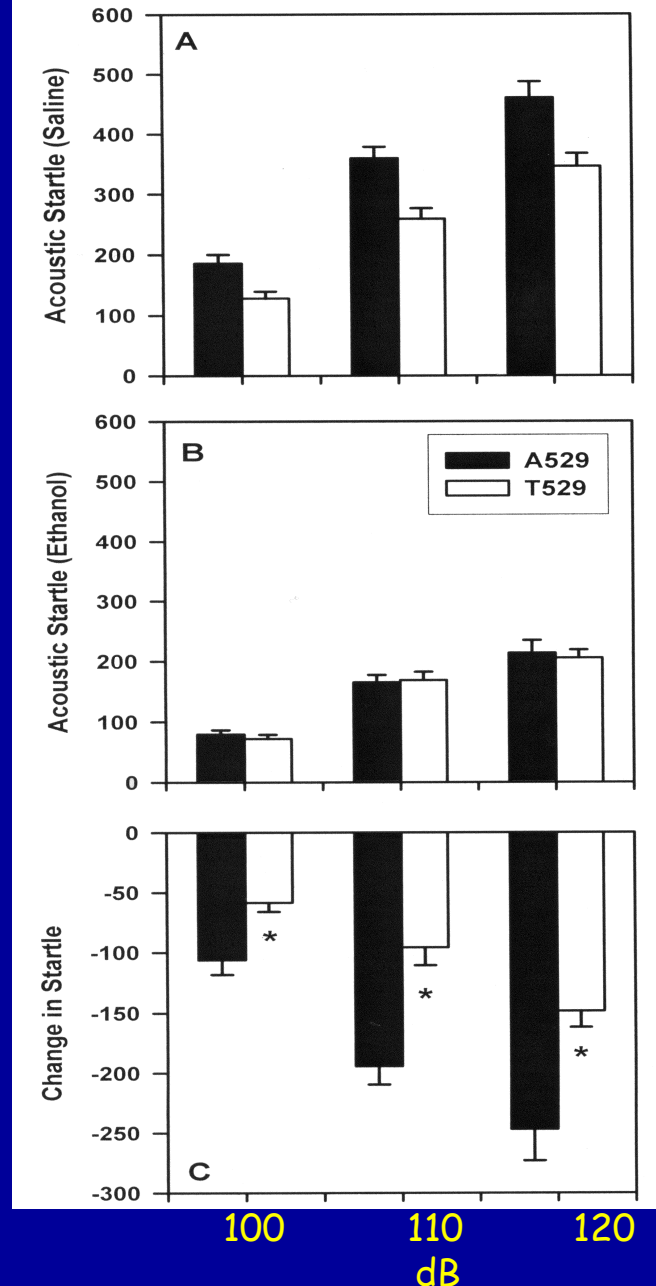 A
Acoustic Startle (Saline)
600
500
400
300
200
100
0
B
A529
T529
Acoustic Startle (Ethanol)
600
500
400
300
200
100
0
C
Change in Startle
0
-50
-100
-150
-200
-250
-300
*
*
*
100 110 120
dB